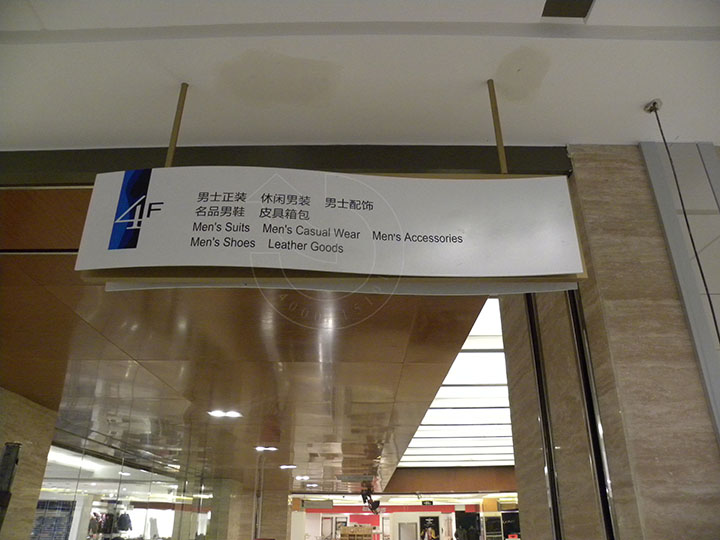 4F
男士正装 休闲男装 男士配饰
名品男鞋 皮具箱包
Men's Suits Men's Casual Wear Men's Accessories
Men's Shoes Leather Goods